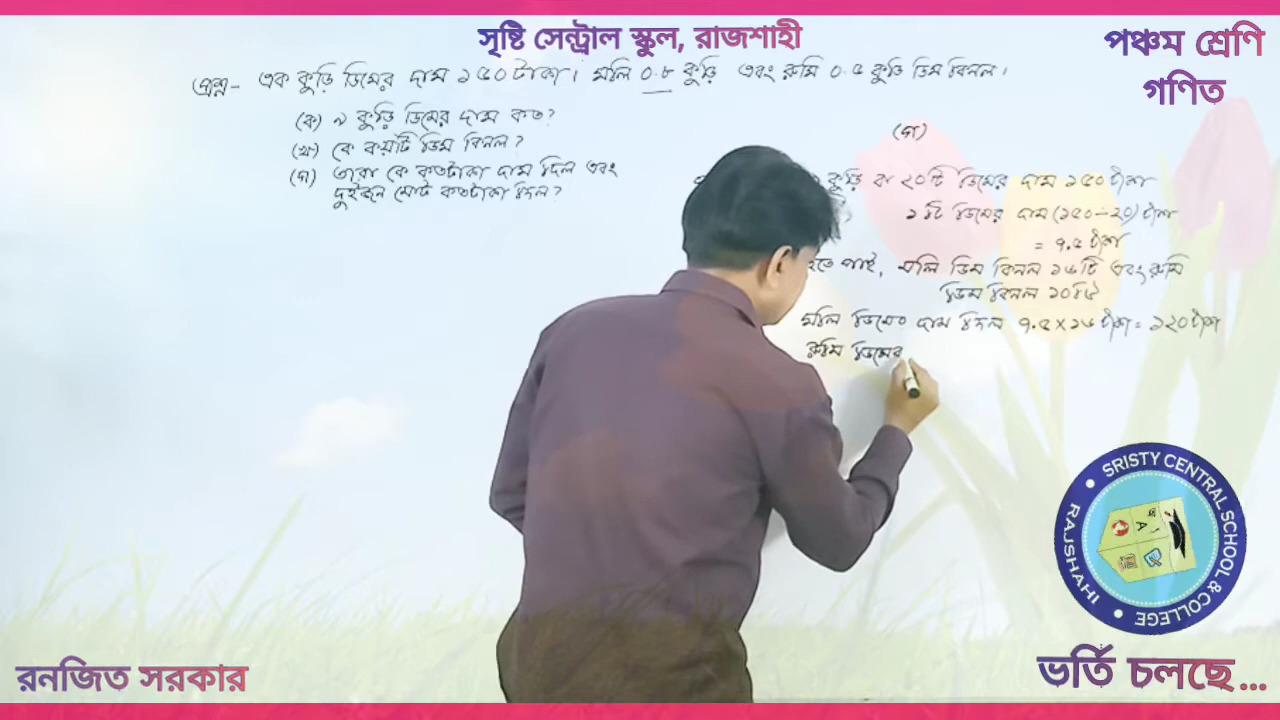 সৃষ্টি সেন্ট্রাল স্কুল, রাজশাহী
পঞ্চম শ্রেণি
গণিত
প্রশ্ন- এক কুড়ি ডিমের দাম ১৫০ টাকা। মলি ০.৮ কুড়ি এবং রুমি ০.৫ কুড়ি ডিম কিনল।
(ক) ৯ কুড়ি ডিমের দাম কত?
(খ) কে কয়টি ডিম কিনল?
(গ) তারা কে কতটাকা দাম দিল এবং
দুইজনে মোট কতটাকা দিল?
(গ)
কুড়ি বা ২০টি ডিমের দাম ১৫০ টাকা
১ টি ডিমের দাম (১৫০÷২০) টাকা
= ৭.৫ টাকা
হতে পাই, মলি ডিম কিনল ১৬টি এবং রুমি
ডিম কিনল ১০টি
মলি ডিমের দাম দিল ৭.৫×১৬ টাকা = ১২০ টাকা
রুমি ডিমের
SRISTY CENTRAL SCHOOL & COLLEGE
RAJSHAHI
রনজিত সরকার
ভর্তি চলছে...